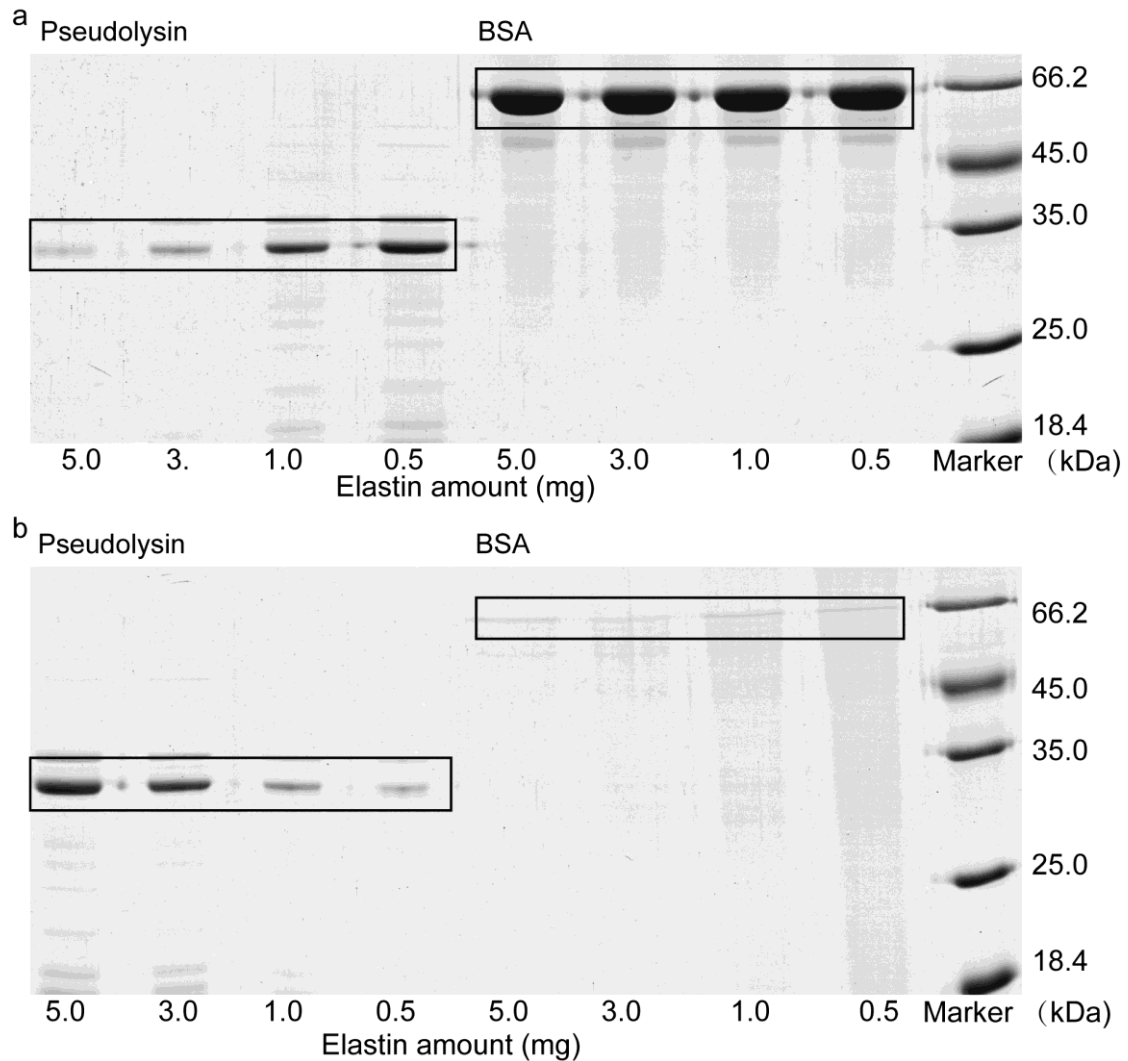 a
Pseudolysin BSA
66.2
45.0
35.0
25.0
18.4
5.0 3. 1.0 0.5 5.0 3.0 1.0 0.5 Marker (kDa)
Elastin amount (mg)
b
Pseudolysin BSA
66.2
45.0
35.0
25.0
18.4
5.0 3.0 1.0 0.5 5.0 3.0 1.0 0.5 Marker (kDa)
Elastin amount (mg)